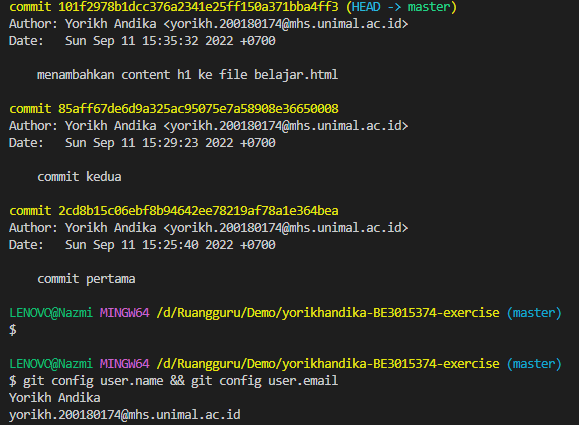 commit 101f2978b1dcc376a2341e25ff150a371bba4ff3 (HEAD -> master)
Author: Yorikh Andika <yorikh.200180174@mhs.unimal.ac.id>
Date:   Sun Sep 11 15:35:32 2022 +0700
    menambahkan content h1 ke file belajar.html
commit 85aff67de6d9a325ac95075e7a58908e36650008
Author: Yorikh Andika <yorikh.200180174@mhs.unimal.ac.id>
Date:   Sun Sep 11 15:29:23 2022 +0700
    commit kedua
commit 2cd8b15c06ebf8b94642ee78219af78a1e364bea
Author: Yorikh Andika <yorikh.200180174@mhs.unimal.ac.id>
Date:   Sun Sep 11 15:25:40 2022 +0700
    commit pertama
LENOVO@Nazmi MINGW64 /d/Ruangguru/Demo/yorikhandika-BE3015374-exercise (master)
$
LENOVO@Nazmi MINGW64 /d/Ruangguru/Demo/yorikhandika-BE3015374-exercise (master)
$ git config user.name && git config user.email
Yorikh Andika
yorikh.200180174@mhs.unimal.ac.id